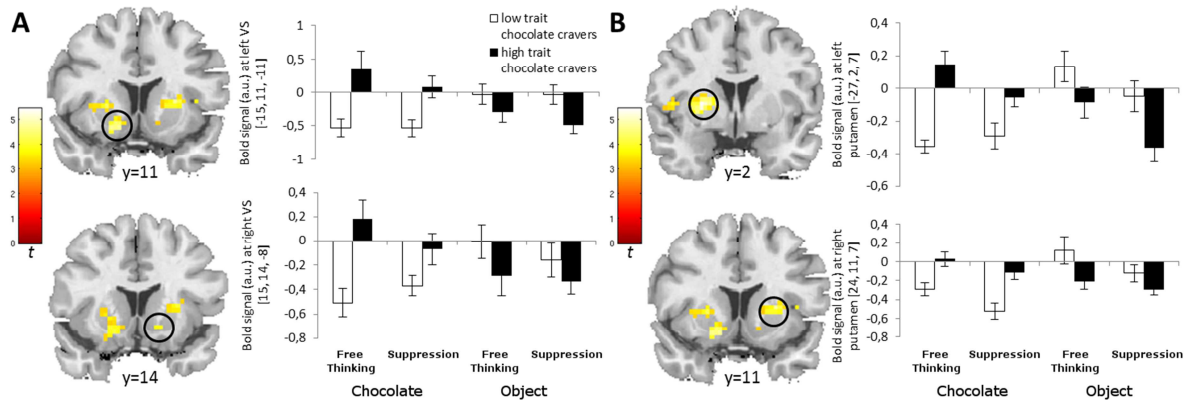 A
5
4
3
2
1
0
t
y=11
y=14
Bold signal (a.u.) at left VS
[-15, 11, -11]
1
0,5
0
-0,5
-1
low trait
chocolate cravers
high trait
chocolate cravers
Bold signal (a.u.) at right VS
[15, 14, -8]
0,4
0,2
0
-0,2
-0,4
-0,6
-0,8
Free
Thinking
Suppression
Free
Thinking
Suppression
Chocolate
Object
B
5
4
3
2
1
0
t
y=2
y=11
Bold signal (a.u.) at left
putamen [-27, 2, 7]
0,4
0,2
0
-0,2
-0,4
-0,6
Bold signal (a.u.) at right
putamen [24, 11, 7]
0,4
0,2
0
-0,2
-0,4
-0,6
-0,8
Free
Thinking
Suppression
Free
Thinking
Suppression
Chocolate
Object